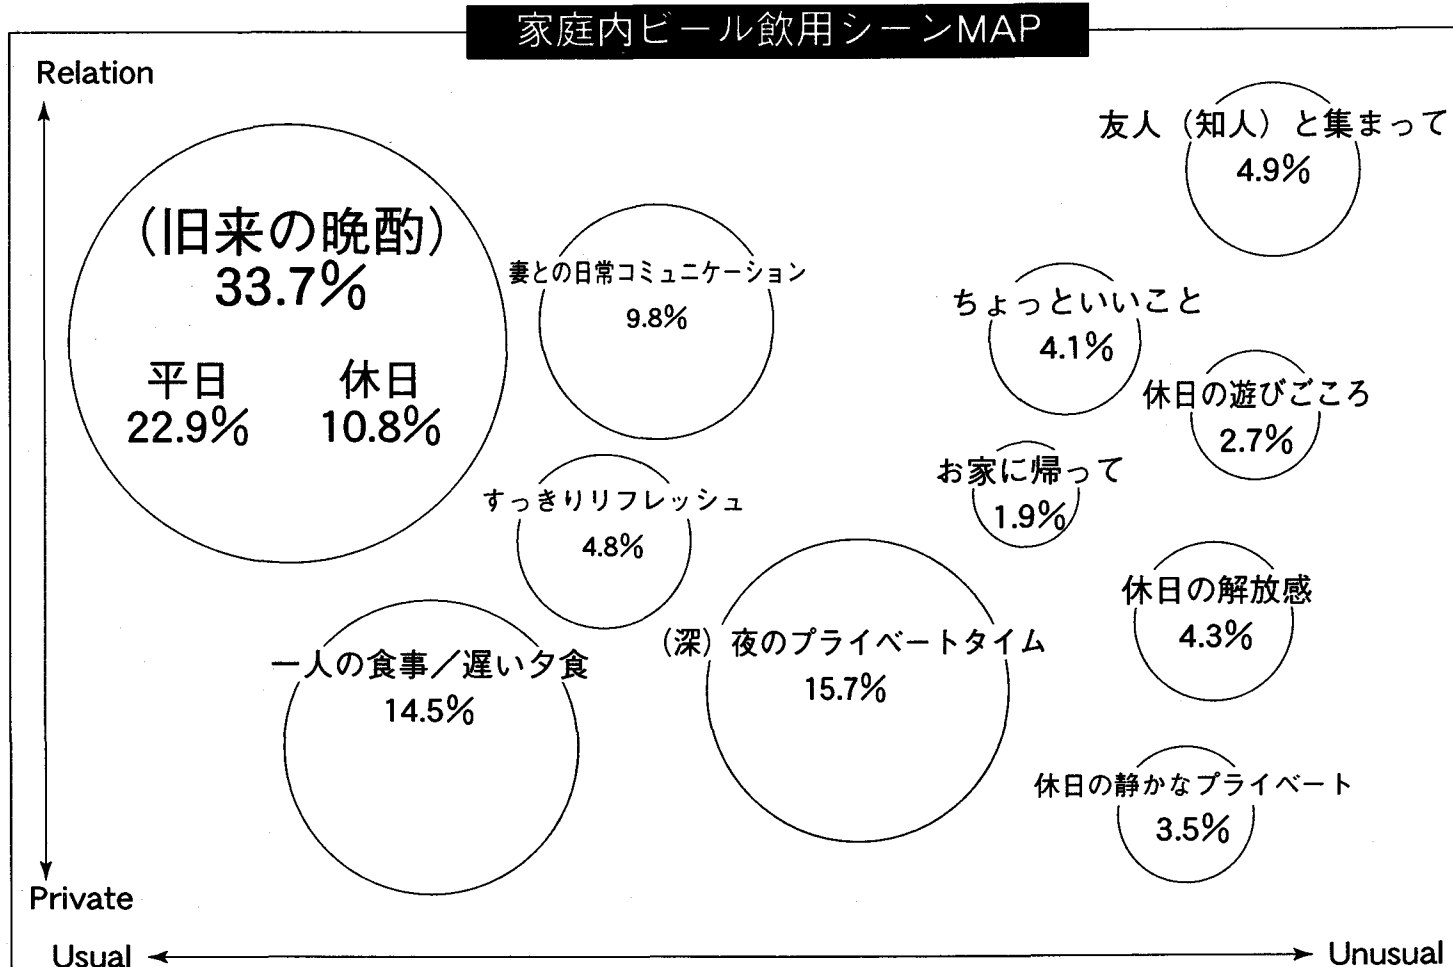 家庭内ビール飲用シーンMAP
Relation
友人（知人）と集まって
4.9%
（旧来の晩酌）
33.7%
平日
22.9%
休日
10.8%
妻との日常コミュニケーション
9.8%
ちょっといいこと
4.1%
休日の遊びごころ
2.7%
お家に帰って
1.9%
すっきりリフレッシュ
4.8%
休日の解放感
4.3%
一人の食事／遅い夕食
14.5%
（深）夜のプライベートタイム
15.7%
休日の静かなプライベート
3.5%
Private
Usual
Unusual